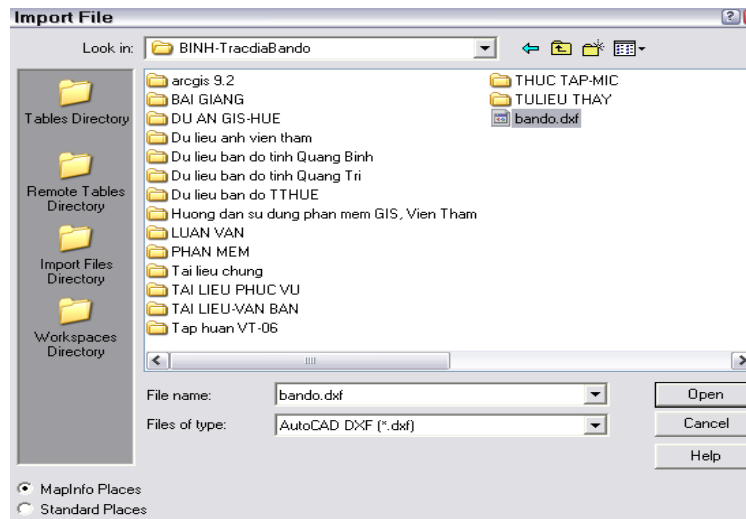 Import File
Look in:
BINH-TracdiaBando
Tables Directory
Remote Tables
Directory
Import Files
Directory
Workspaces
Directory
arcgis 9.2
BAI GIANG
DU AN GIS-HUE
Du lieu anh vien tham
Du lieu ban do tinh Quang Binh
Du lieu ban do tinh Quang Tri
Du lieu ban do TTHUE
Huong dan su dung phan mem GIS, Vien Tham
LUAN VAN
PHAN MEM
Tai lieu chung
TAI LIEU PHUC VU
TAI LIEU-VAN BAN
Tap huan VT-06
THUC TAP-MIC
TULIEU THAY
bando.dxf
File name:
bando.dxf
Open
Files of type:
AutoCAD DXF (*.dxf)
Cancel
Help
MapInfo Places
Standard Places